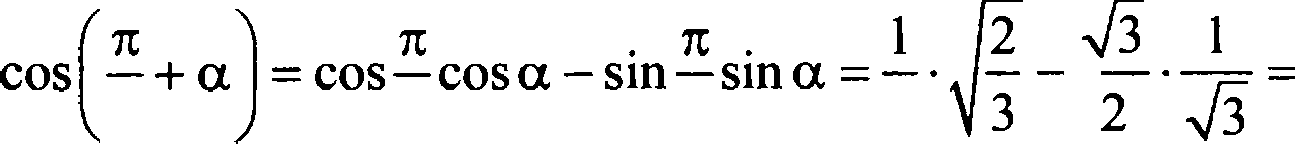 cos(π/ + α) = cos π/ cos α − sin π/ sin α = 1/ · √(2/3) − √3/2 · 1/√3 =